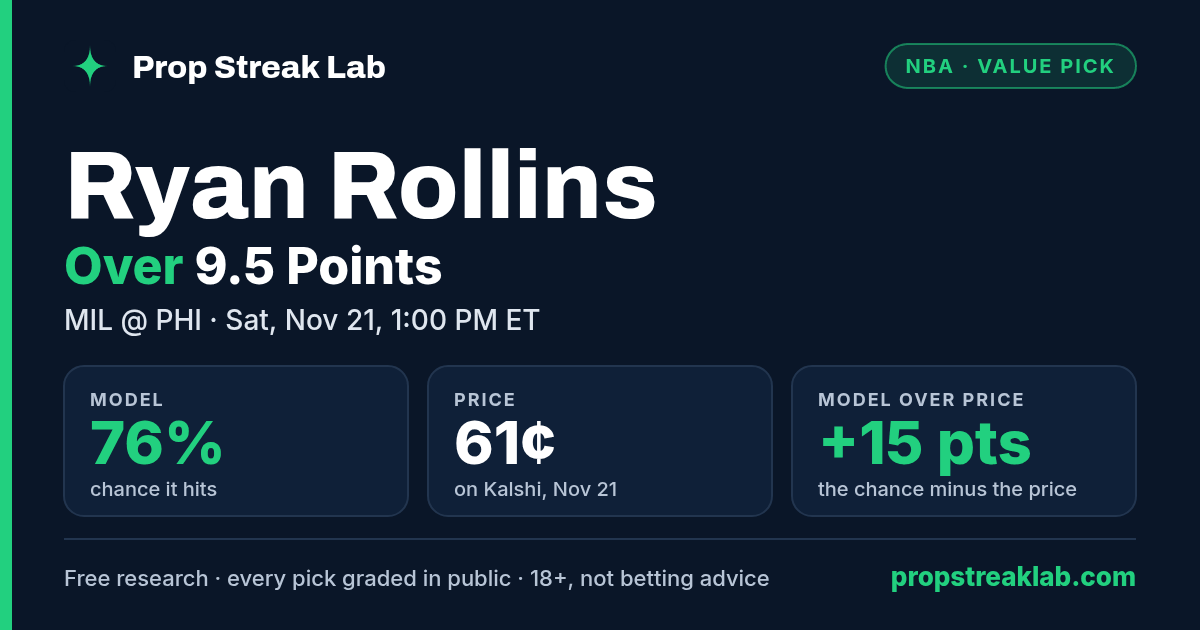 Prop Streak Lab
NBA · VALUE PICK
Ryan Rollins
Over 9.5 Points
MIL @ PHI · Sat, Nov 21, 1:00 PM ET
MODEL
76%
chance it hits
PRICE
61¢
on Kalshi, Nov 21
MODEL OVER PRICE
+15 pts
the chance minus the price
Free research · every pick graded in public · 18+, not betting advice
propstreaklab.com